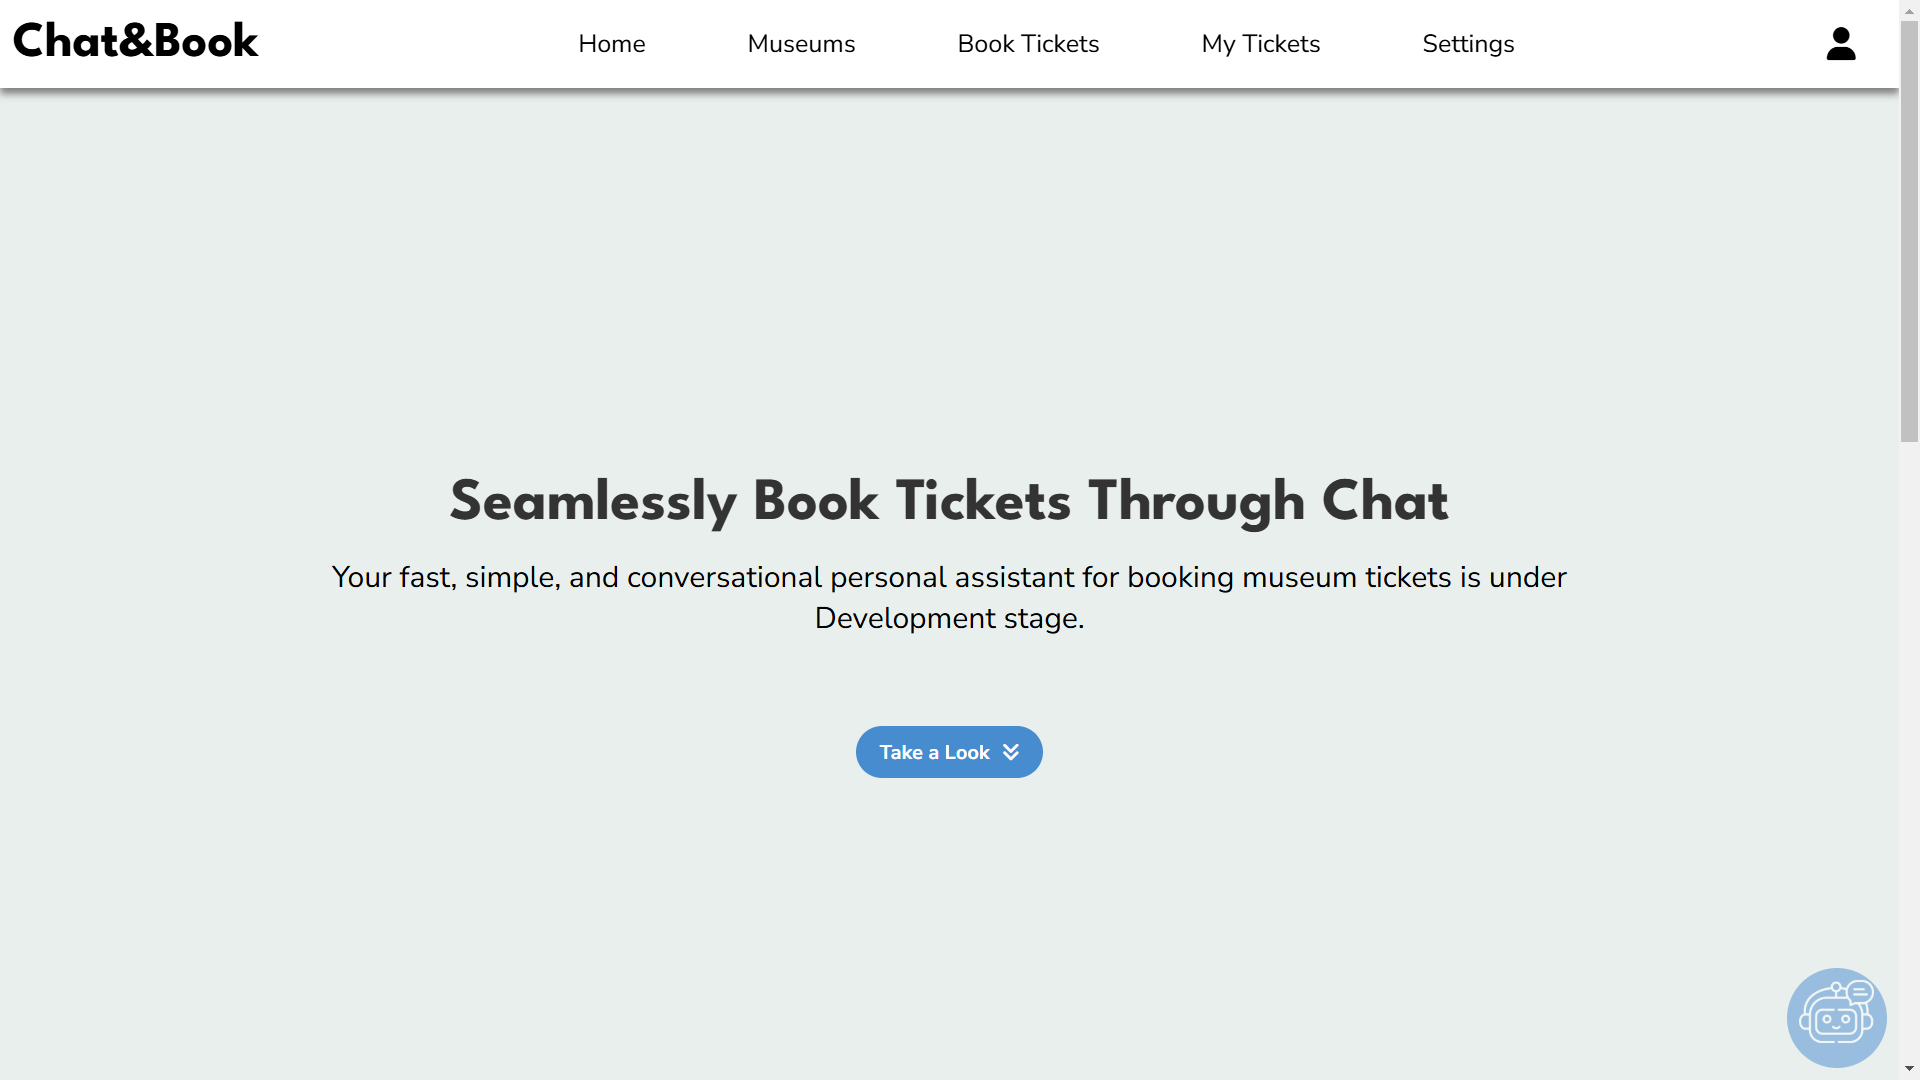 Chat&Book
Home
Museums
Book Tickets
My Tickets
Settings
Seamlessly Book Tickets Through Chat
Your fast, simple, and conversational personal assistant for booking museum tickets is under
Development stage.
Take a Look